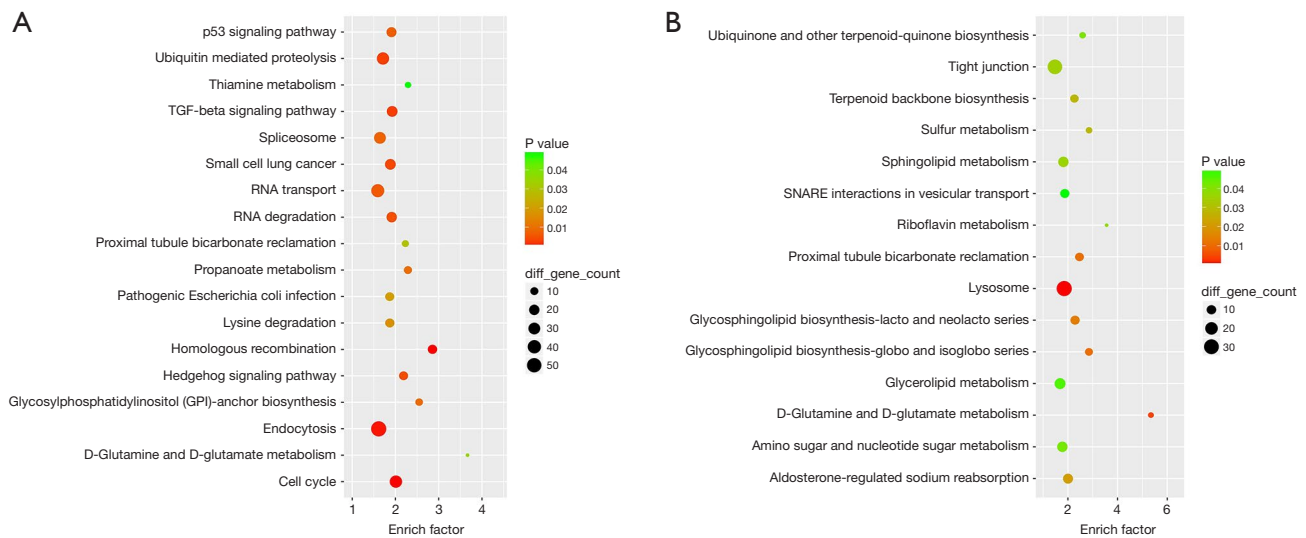 A
p53 signaling pathway
Ubiquitin mediated proteolysis
Thiamine metabolism
TGF-beta signaling pathway
Spliceosome
Small cell lung cancer
RNA transport
RNA degradation
Proximal tubule bicarbonate reclamation
Propanoate metabolism
Pathogenic Escherichia coli infection
Lysine degradation
Homologous recombination
Hedgehog signaling pathway
Glycosylphosphatidylinositol (GPI)-anchor biosynthesis
Endocytosis
D-Glutamine and D-glutamate metabolism
Cell cycle
1 2 3 4
Enrich factor
P value
0.04
0.03
0.02
0.01
diff_gene_count
10
20
30
40
50
B
Ubiquinone and other terpenoid-quinone biosynthesis
Tight junction
Terpenoid backbone biosynthesis
Sulfur metabolism
Sphingolipid metabolism
SNARE interactions in vesicular transport
Riboflavin metabolism
Proximal tubule bicarbonate reclamation
Lysosome
Glycosphingolipid biosynthesis-lacto and neolacto series
Glycosphingolipid biosynthesis-globo and isoglobo series
Glycerolipid metabolism
D-Glutamine and D-glutamate metabolism
Amino sugar and nucleotide sugar metabolism
Aldosterone-regulated sodium reabsorption
2 4 6
Enrich factor
P value
0.04
0.03
0.02
0.01
diff_gene_count
10
20
30